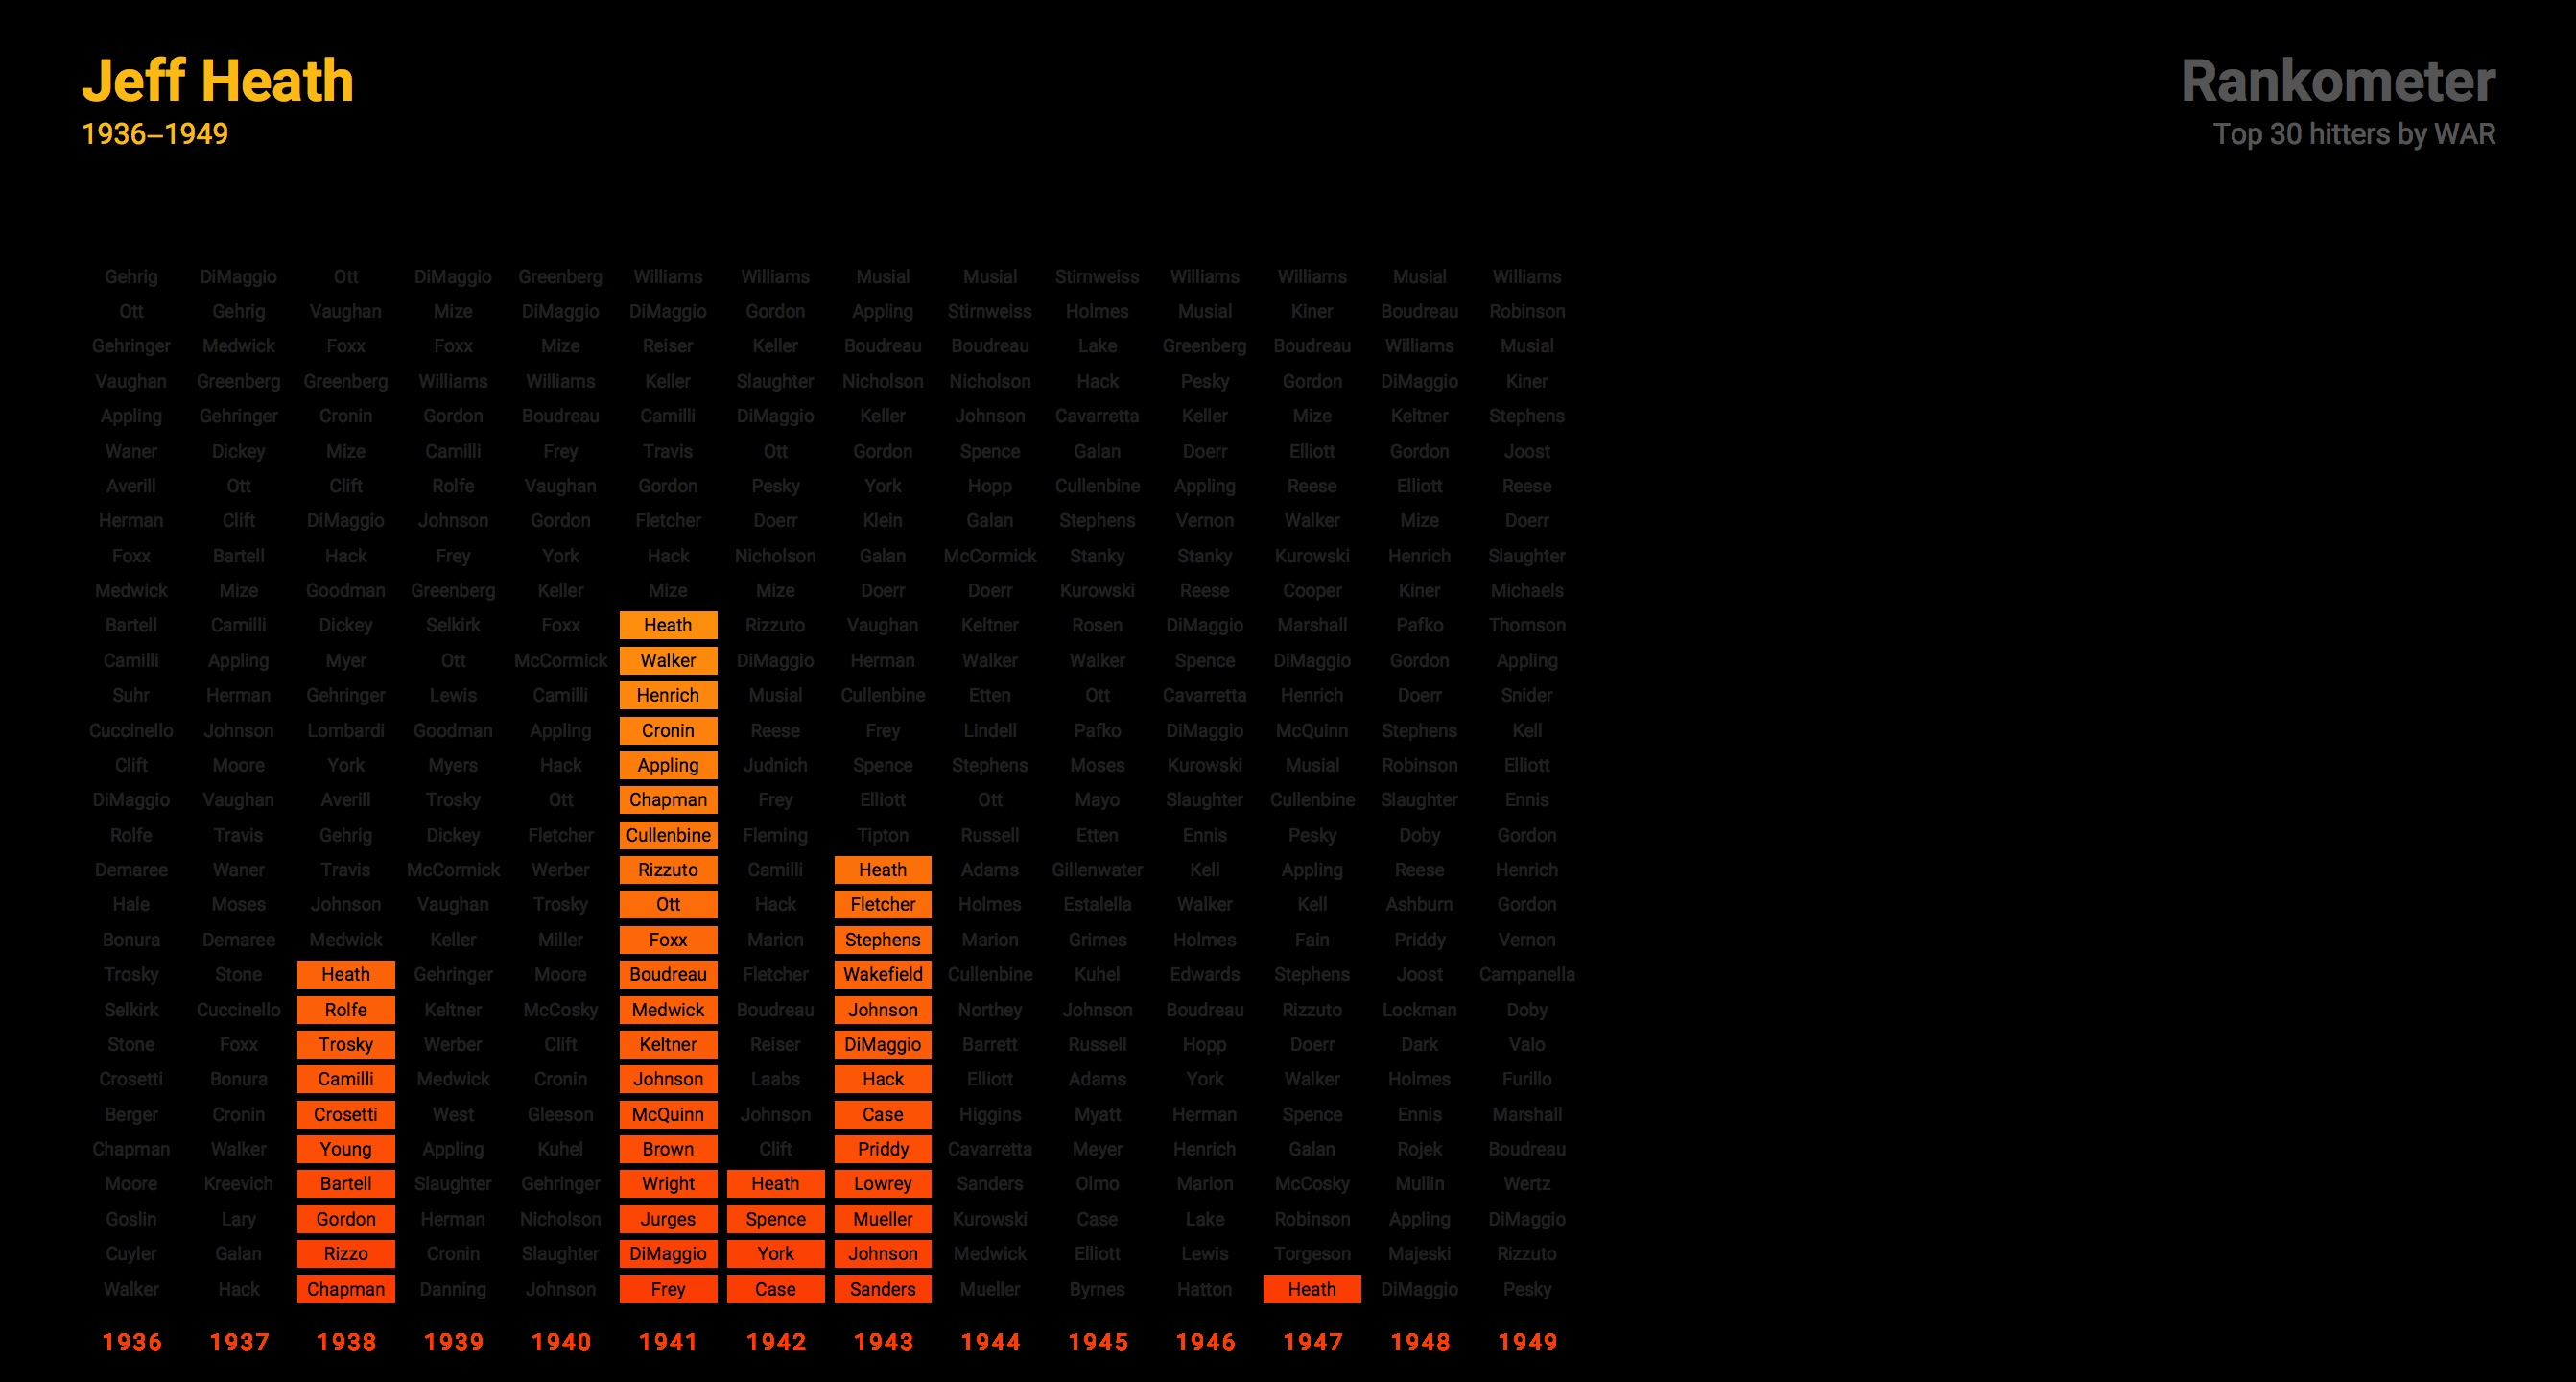 Jeff Heath
1936–1949
Rankometer
Top 30 hitters by WAR
Gehrig DiMaggio Ott DiMaggio Greenberg Williams Williams Musial Musial Stirnweiss Williams Williams Musial Williams
Ott Gehrig Vaughan Mize DiMaggio DiMaggio Gordon Appling Stirnweiss Holmes Musial Kiner Boudreau Robinson
Gehringer Medwick Foxx Foxx Mize Reiser Keller Boudreau Boudreau Lake Greenberg Boudreau Williams Musial
Vaughan Greenberg Greenberg Williams Williams Keller Slaughter Nicholson Nicholson Hack Pesky Gordon DiMaggio Kiner
Appling Gehringer Cronin Gordon Boudreau Camilli DiMaggio Keller Johnson Cavarretta Keller Mize Keltner Stephens
Waner Dickey Mize Camilli Frey Travis Ott Gordon Spence Galan Doerr Elliott Gordon Joost
Averill Ott Clift Rolfe Vaughan Gordon Pesky York Hopp Cullenbine Appling Reese Elliott Reese
Herman Clift DiMaggio Johnson Gordon Fletcher Doerr Klein Galan Stephens Vernon Walker Mize Doerr
Foxx Bartell Hack Frey York Hack Nicholson Galan McCormick Stanky Stanky Kurowski Henrich Slaughter
Medwick Mize Goodman Greenberg Keller Mize Mize Doerr Doerr Kurowski Reese Cooper Kiner Michaels
Bartell Camilli Dickey Selkirk Foxx Heath Rizzuto Vaughan Keltner Rosen DiMaggio Marshall Pafko Thomson
Camilli Appling Myer Ott McCormick Walker DiMaggio Herman Walker Walker Spence DiMaggio Gordon Appling
Suhr Herman Gehringer Lewis Camilli Henrich Musial Cullenbine Etten Ott Cavarretta Henrich Doerr Snider
Cuccinello Johnson Lombardi Goodman Appling Cronin Reese Frey Lindell Pafko DiMaggio McQuinn Stephens Kell
Clift Moore York Myers Hack Appling Judnich Spence Stephens Moses Kurowski Musial Robinson Elliott
DiMaggio Vaughan Averill Trosky Ott Chapman Frey Elliott Ott Mayo Slaughter Cullenbine Slaughter Ennis
Rolfe Travis Gehrig Dickey Fletcher Cullenbine Fleming Tipton Russell Etten Ennis Pesky Doby Gordon
Demaree Waner Travis McCormick Werber Rizzuto Camilli Heath Adams Gillenwater Kell Appling Reese Henrich
Hale Moses Johnson Vaughan Trosky Ott Hack Fletcher Holmes Estalella Walker Kell Ashburn Gordon
Bonura Demaree Medwick Keller Miller Foxx Marion Stephens Marion Grimes Holmes Fain Priddy Vernon
Trosky Stone Heath Gehringer Moore Boudreau Fletcher Wakefield Cullenbine Kuhel Edwards Stephens Joost Campanella
Selkirk Cuccinello Rolfe Keltner McCosky Medwick Boudreau Johnson Northey Johnson Boudreau Rizzuto Lockman Doby
Stone Foxx Trosky Werber Clift Keltner Reiser DiMaggio Barrett Russell Hopp Doerr Dark Valo
Crosetti Bonura Camilli Medwick Cronin Johnson Laabs Hack Elliott Adams York Walker Holmes Furillo
Berger Cronin Crosetti West Gleeson McQuinn Johnson Case Higgins Myatt Herman Spence Ennis Marshall
Chapman Walker Young Appling Kuhel Brown Clift Priddy Cavarretta Meyer Henrich Galan Rojek Boudreau
Moore Kreevich Bartell Slaughter Gehringer Wright Heath Lowrey Sanders Olmo Marion McCosky Mullin Wertz
Goslin Lary Gordon Herman Nicholson Jurges Spence Mueller Kurowski Case Lake Robinson Appling DiMaggio
Cuyler Galan Rizzo Cronin Slaughter DiMaggio York Johnson Medwick Elliott Lewis Torgeson Majeski Rizzuto
Walker Hack Chapman Danning Johnson Frey Case Sanders Mueller Byrnes Hatton Heath DiMaggio Pesky
1936 1937 1938 1939 1940 1941 1942 1943 1944 1945 1946 1947 1948 1949